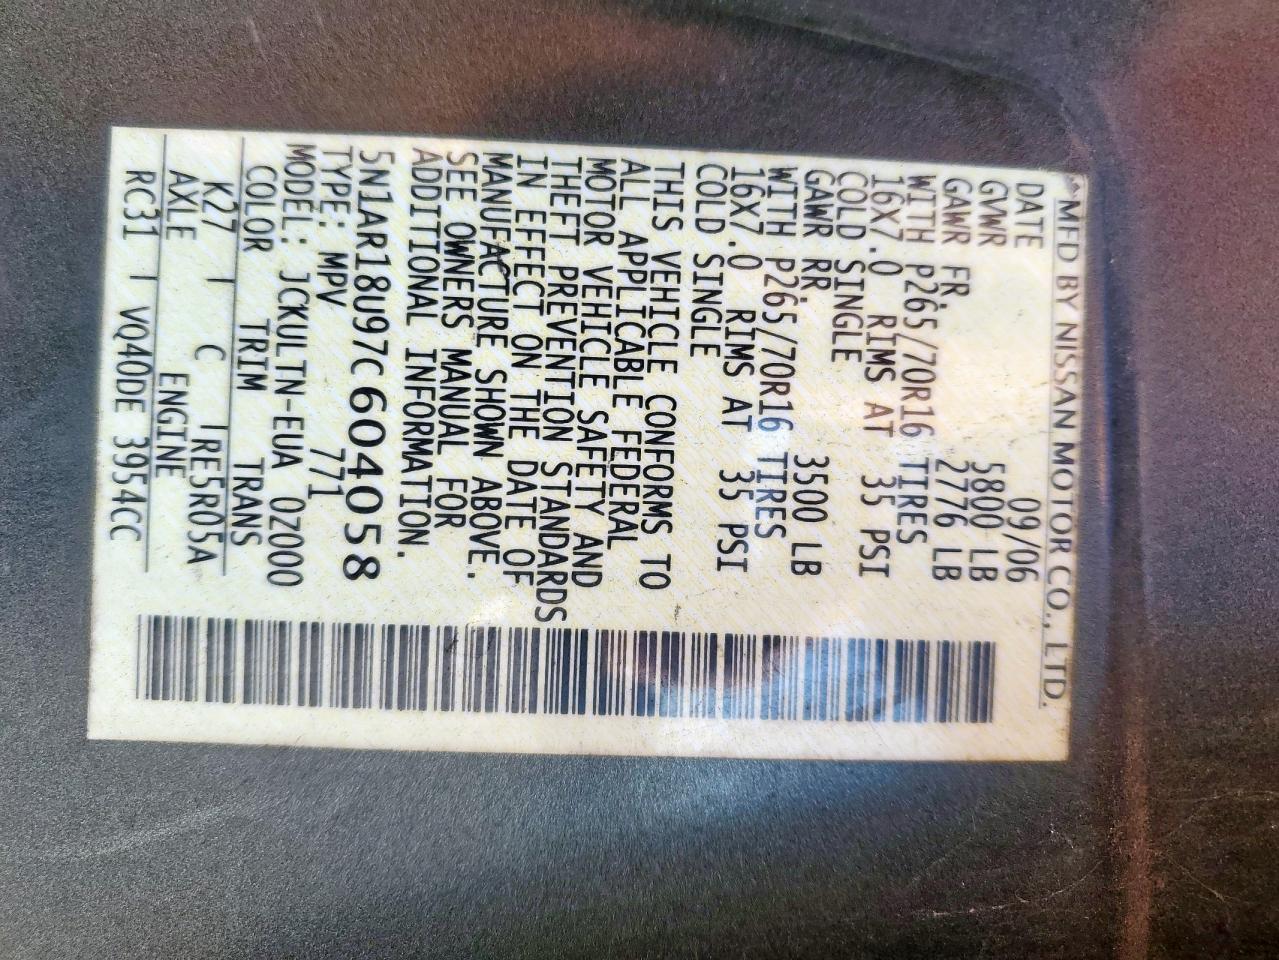 MFD BY NISSAN MOTOR CO., LTD.
DATE 09/06
GVWR 5800 LB
GAWR FR. 2776 LB
WITH P265/70R16 TIRES
16X7.0 RIMS AT 35 PSI
COLD SINGLE
GAWR RR. 3500 LB
WITH P265/70R16 TIRES
16X7.0 RIMS AT 35 PSI
COLD SINGLE
THIS VEHICLE CONFORMS TO
ALL APPLICABLE FEDERAL
MOTOR VEHICLE SAFETY AND
THEFT PREVENTION STANDARDS
IN EFFECT ON THE DATE OF
MANUFACTURE SHOWN ABOVE.
SEE OWNERS MANUAL FOR
ADDITIONAL INFORMATION.
5N1AR18U97C604058
TYPE: MPV 771
MODEL: JCKULTN-EUA 0Z000
COLOR TRIM TRANS
K27 | C | RE5R05A
AXLE ENGINE
RC31 | VQ40DE 3954CC